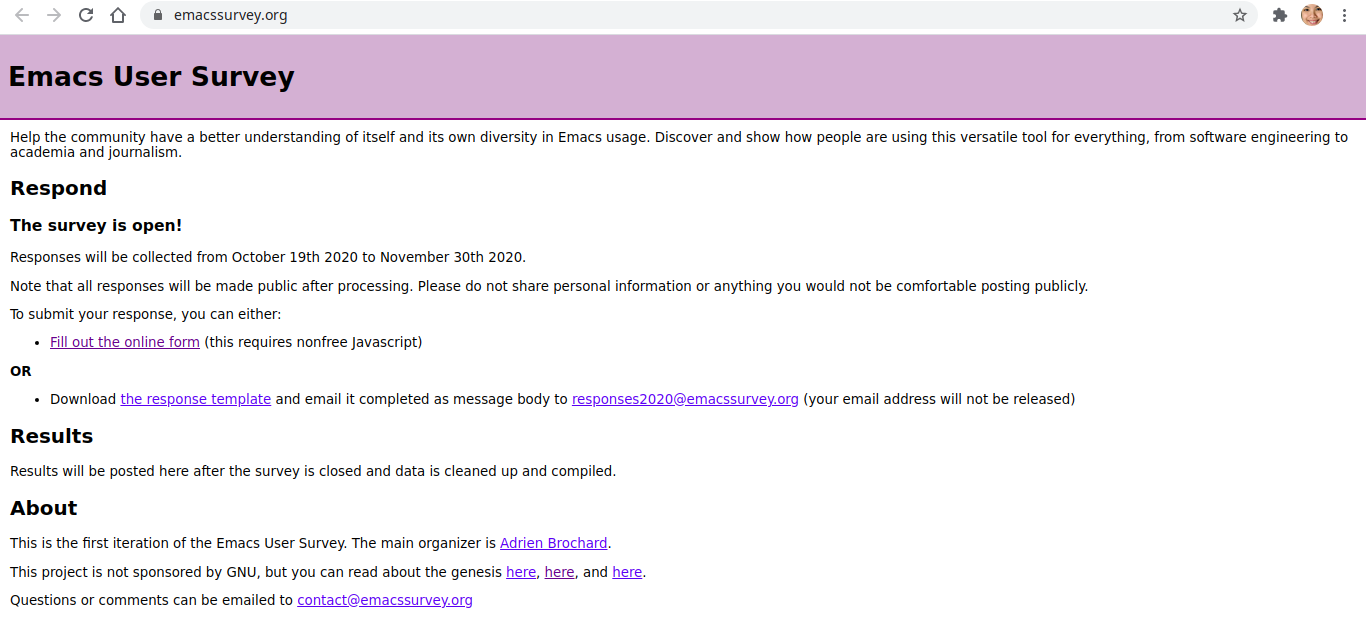 emacssurvey.org
Emacs User Survey
Help the community have a better understanding of itself and its own diversity in Emacs usage. Discover and show how people are using this versatile tool for everything, from software engineering to
academia and journalism.
Respond
The survey is open!
Responses will be collected from October 19th 2020 to November 30th 2020.
Note that all responses will be made public after processing. Please do not share personal information or anything you would not be comfortable posting publicly.
To submit your response, you can either:
• Fill out the online form (this requires nonfree Javascript)
OR
• Download the response template and email it completed as message body to responses2020@emacssurvey.org (your email address will not be released)
Results
Results will be posted here after the survey is closed and data is cleaned up and compiled.
About
This is the first iteration of the Emacs User Survey. The main organizer is Adrien Brochard.
This project is not sponsored by GNU, but you can read about the genesis here, here, and here.
Questions or comments can be emailed to contact@emacssurvey.org